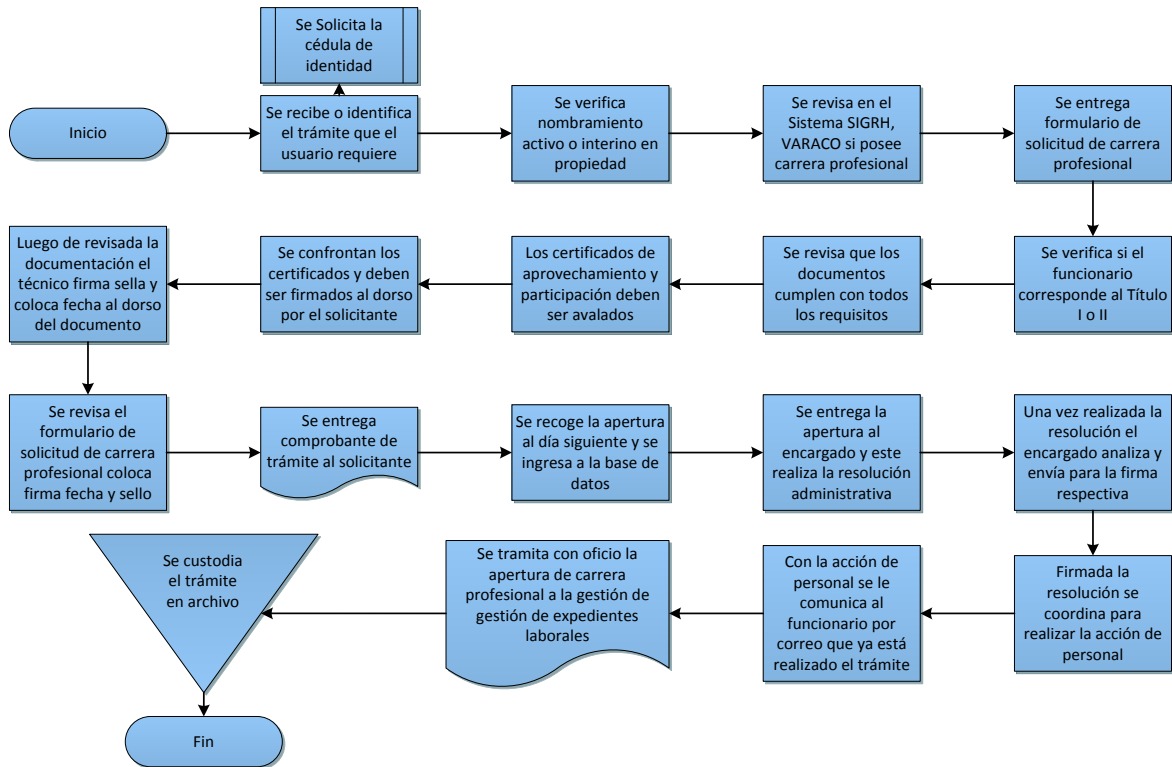 Se Solicita la
cédula de
identidad
Inicio
Se recibe o identifica
el trámite que el
usuario requiere
Se verifica
nombramiento
activo o interino en
propiedad
Se revisa en el
Sistema SIGRH,
VARACO si posee
carrera profesional
Se entrega
formulario de
solicitud de carrera
profesional
Se verifica si el
funcionario
corresponde al Título
I o II
Se revisa que los
documentos
cumplen con todos
los requisitos
Los certificados de
aprovechamiento y
participación deben
ser avalados
Se confrontan los
certificados y deben
ser firmados al dorso
por el solicitante
Luego de revisada la
documentación el
técnico firma sella y
coloca fecha al dorso
del documento
Se revisa el
formulario de
solicitud de carrera
profesional coloca
firma fecha y sello
Se entrega
comprobante de
trámite al solicitante
Se recoge la apertura
al día siguiente y se
ingresa a la base de
datos
Se entrega la
apertura al
encargado y este
realiza la resolución
administrativa
Una vez realizada la
resolución el
encargado analiza y
envía para la firma
respectiva
Firmada la
resolución se
coordina para
realizar la acción de
personal
Con la acción de
personal se le
comunica al
funcionario por
correo que ya está
realizado el trámite
Se tramita con oficio la
apertura de carrera
profesional a la gestión de
gestión de expedientes
laborales
Se custodia
el trámite
en archivo
Fin